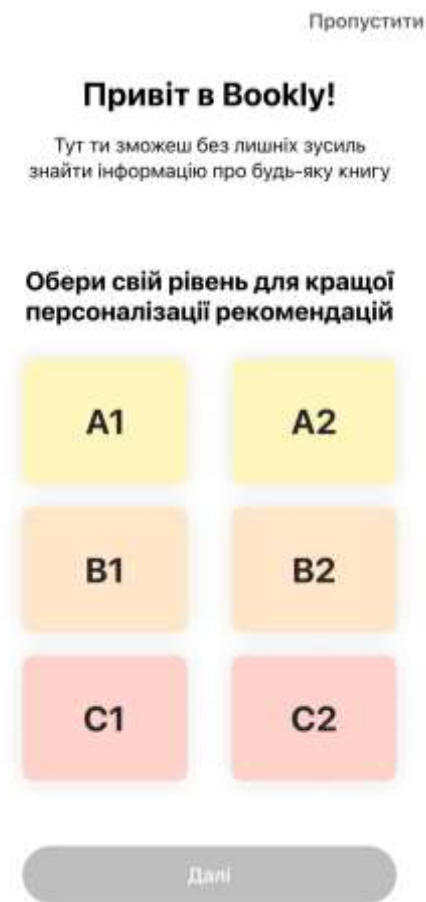 Пропустити
Привіт в Bookly!
Тут ти зможеш без лишніх зусиль
знайти інформацію про будь-яку книгу
Обери свій рівень для кращої
персоналізації рекомендацій
A1 A2
B1 B2
C1 C2
Далі